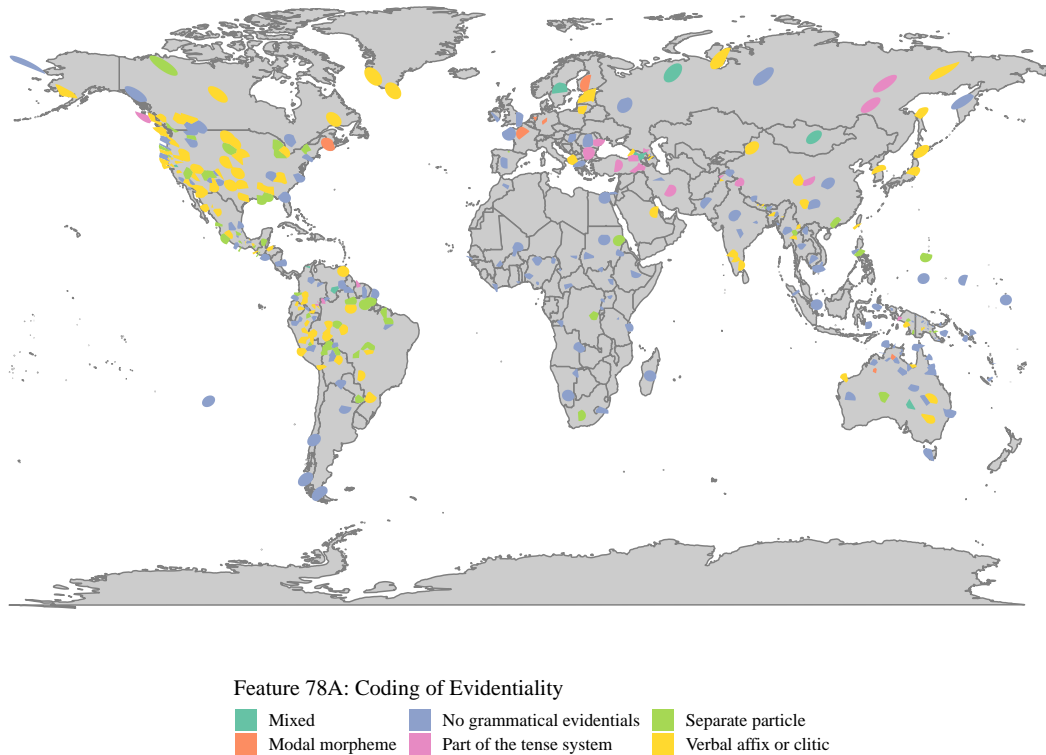 Feature 78A: Coding of Evidentiality
Mixed
No grammatical evidentials
Separate particle
Modal morpheme
Part of the tense system
Verbal affix or clitic